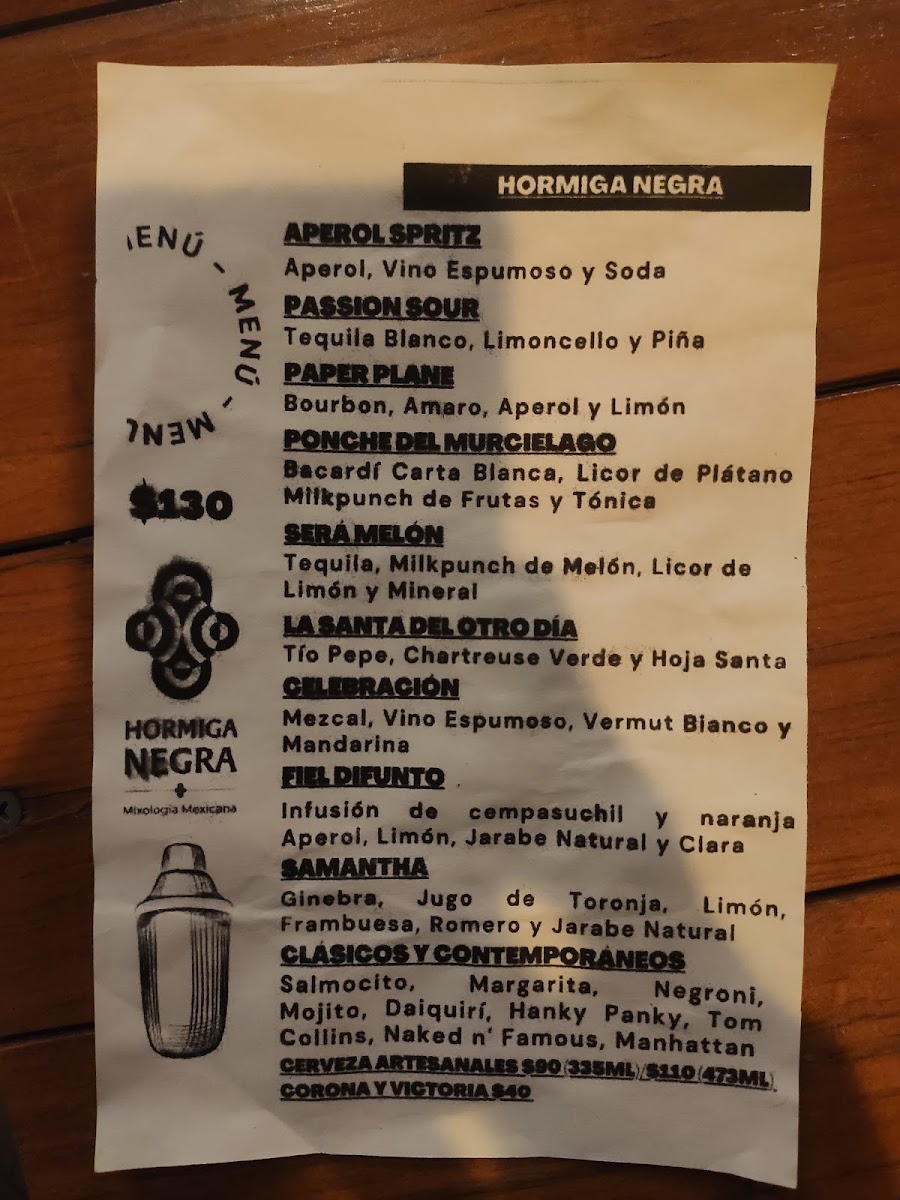 HORMIGA NEGRA
MENÚ - MENÚ - MENÚ
$130
HORMIGA
NEGRA
Mixología Mexicana
APEROL SPRITZ
Aperol, Vino Espumoso y Soda
PASSION SOUR
Tequila Blanco, Limoncello y Piña
PAPER PLANE
Bourbon, Amaro, Aperol y Limón
PONCHE DEL MURCIELAGO
Bacardí Carta Blanca, Licor de Plátano
Milkpunch de Frutas y Tónica
SERÁ MELÓN
Tequila, Milkpunch de Melón, Licor de
Limón y Mineral
LA SANTA DEL OTRO DÍA
Tío Pepe, Chartreuse Verde y Hoja Santa
CELEBRACIÓN
Mezcal, Vino Espumoso, Vermut Bianco y
Mandarina
FIEL DIFUNTO
Infusión de cempasuchil y naranja
Aperol, Limón, Jarabe Natural y Clara
SAMANTHA
Ginebra, Jugo de Toronja, Limón,
Frambuesa, Romero y Jarabe Natural
CLÁSICOS Y CONTEMPORÁNEOS
Salmocito, Margarita, Negroni,
Mojito, Daiquirí, Hanky Panky, Tom
Collins, Naked n' Famous, Manhattan
CERVEZA ARTESANALES $90 (335ML)/$110 (473ML)
CORONA Y VICTORIA $40